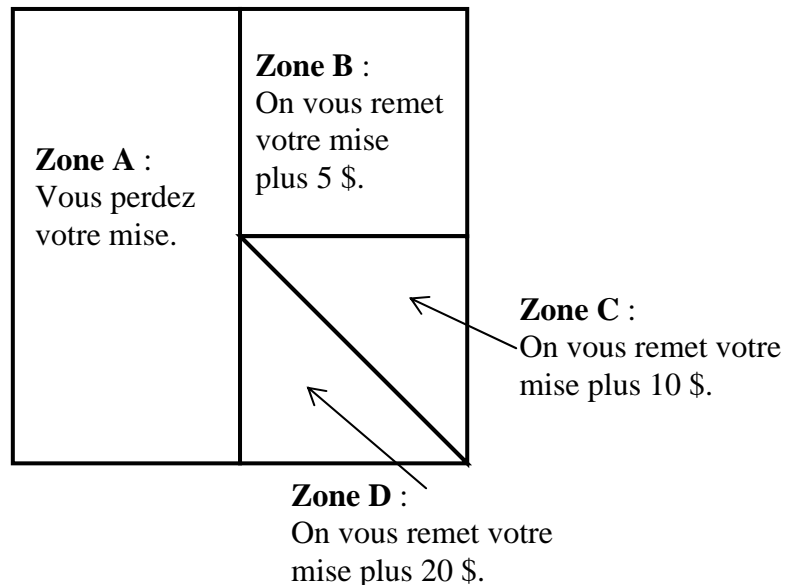 Zone A :
Vous perdez
votre mise.
Zone B :
On vous remet
votre mise
plus 5 $.
Zone C :
On vous remet votre
mise plus 10 $.
Zone D :
On vous remet votre
mise plus 20 $.